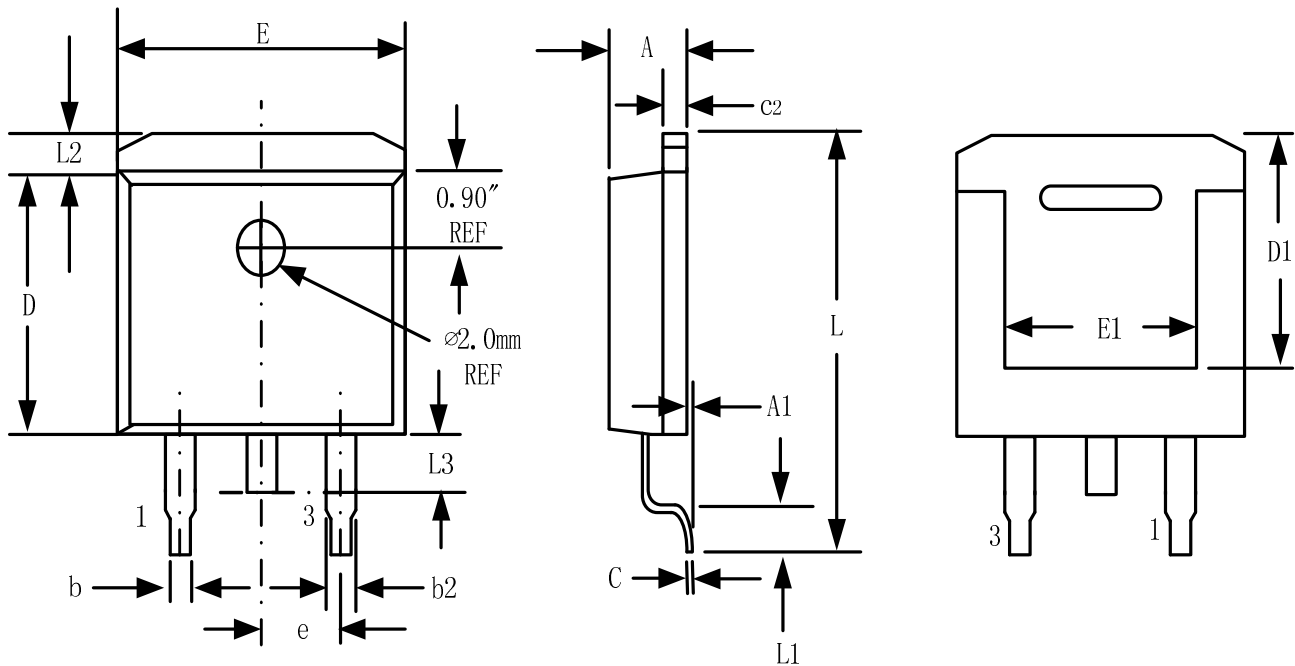 E
L2
0.90"
REF
D
⌀2.0mm
REF
L3
1
3
b
b2
e
A
C2
L
A1
C
L1
D1
E1
3
1